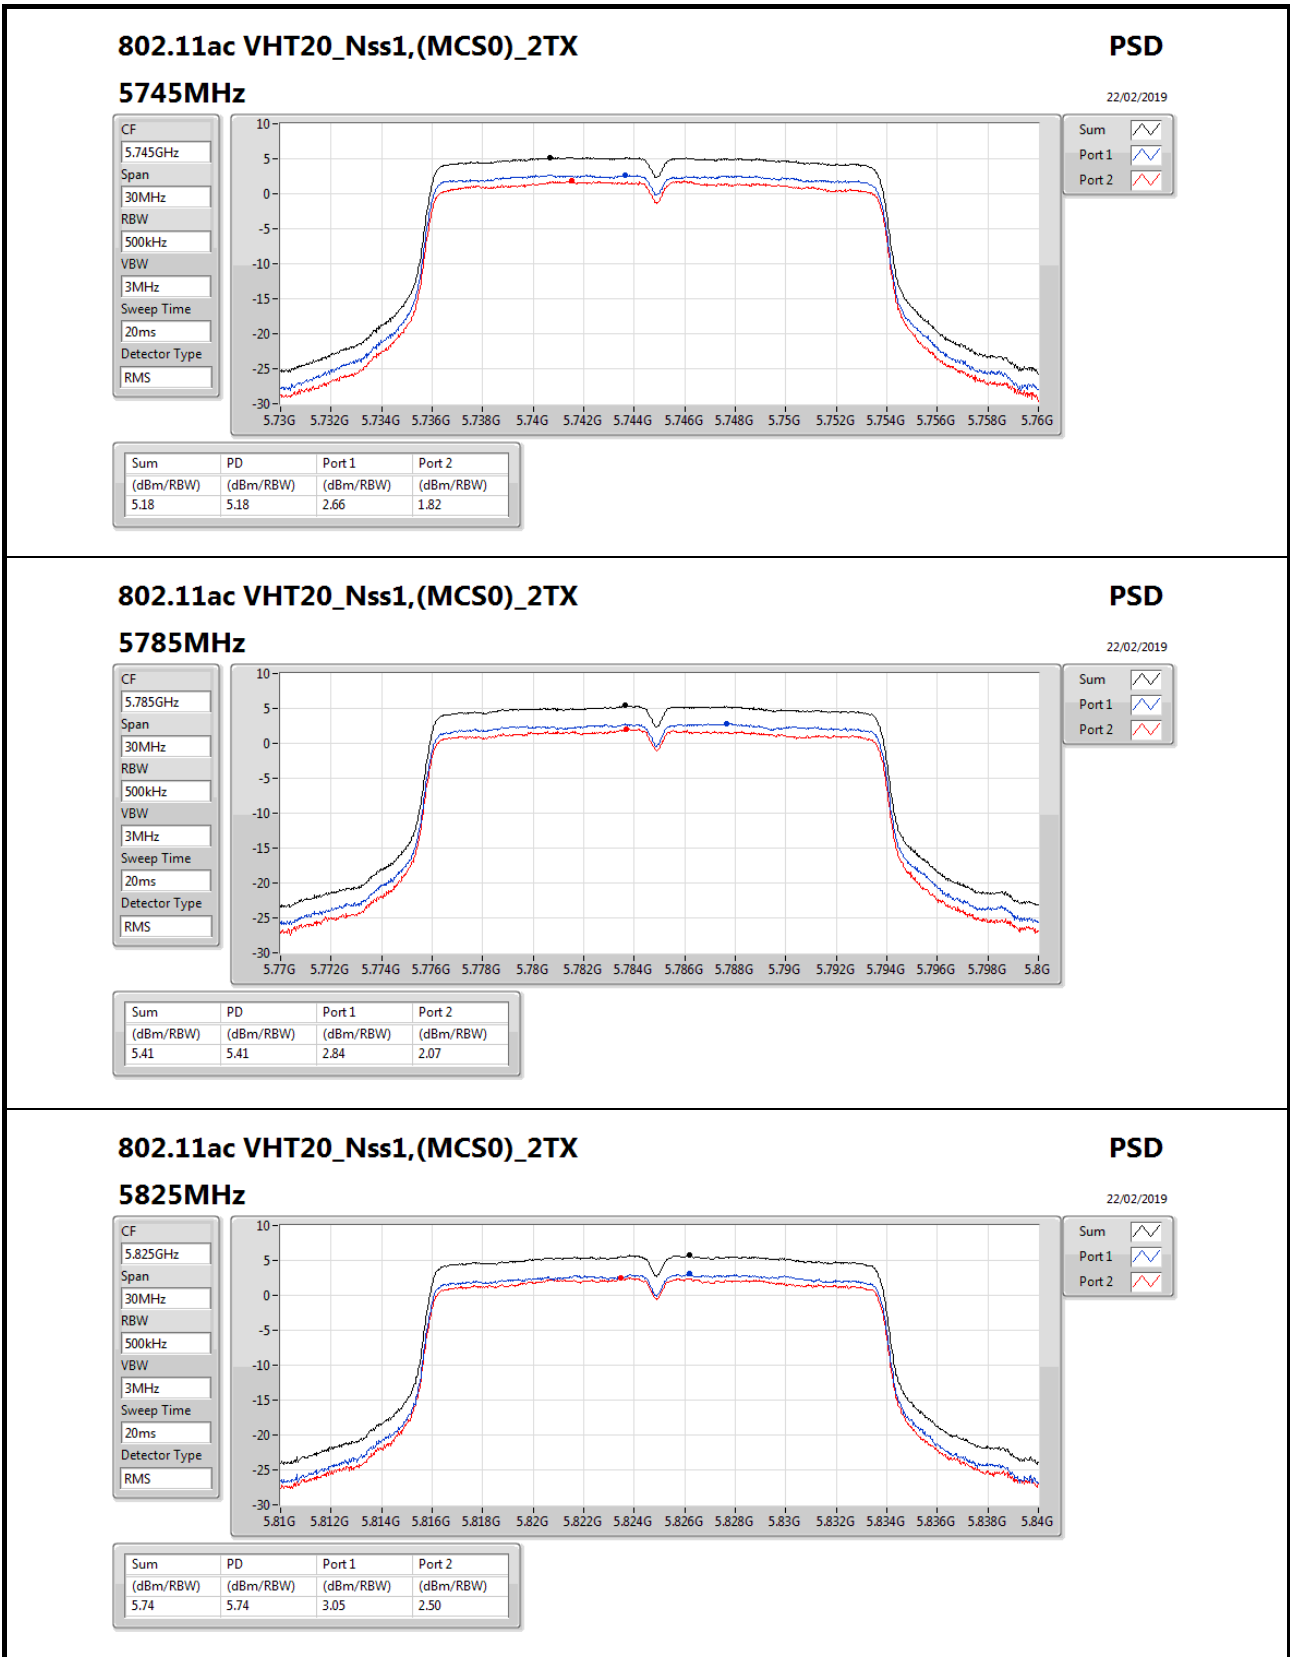 802.11ac VHT20_Nss1,(MCS0)_2TX PSD
5745MHz 22/02/2019
CF
5.745GHz
Span
30MHz
RBW
500kHz
VBW
3MHz
Sweep Time
20ms
Detector Type
RMS
10
5
0
-5
-10
-15
-20
-25
-30
5.73G 5.732G 5.734G 5.736G 5.738G 5.74G 5.742G 5.744G 5.746G 5.748G 5.75G 5.752G 5.754G 5.756G 5.758G 5.76G
Sum
Port 1
Port 2
Sum PD Port 1 Port 2
(dBm/RBW) (dBm/RBW) (dBm/RBW) (dBm/RBW)
5.18 5.18 2.66 1.82
802.11ac VHT20_Nss1,(MCS0)_2TX PSD
5785MHz 22/02/2019
CF
5.785GHz
Span
30MHz
RBW
500kHz
VBW
3MHz
Sweep Time
20ms
Detector Type
RMS
10
5
0
-5
-10
-15
-20
-25
-30
5.77G 5.772G 5.774G 5.776G 5.778G 5.78G 5.782G 5.784G 5.786G 5.788G 5.79G 5.792G 5.794G 5.796G 5.798G 5.8G
Sum
Port 1
Port 2
Sum PD Port 1 Port 2
(dBm/RBW) (dBm/RBW) (dBm/RBW) (dBm/RBW)
5.41 5.41 2.84 2.07
802.11ac VHT20_Nss1,(MCS0)_2TX PSD
5825MHz 22/02/2019
CF
5.825GHz
Span
30MHz
RBW
500kHz
VBW
3MHz
Sweep Time
20ms
Detector Type
RMS
10
5
0
-5
-10
-15
-20
-25
-30
5.81G 5.812G 5.814G 5.816G 5.818G 5.82G 5.822G 5.824G 5.826G 5.828G 5.83G 5.832G 5.834G 5.836G 5.838G 5.84G
Sum
Port 1
Port 2
Sum PD Port 1 Port 2
(dBm/RBW) (dBm/RBW) (dBm/RBW) (dBm/RBW)
5.74 5.74 3.05 2.50